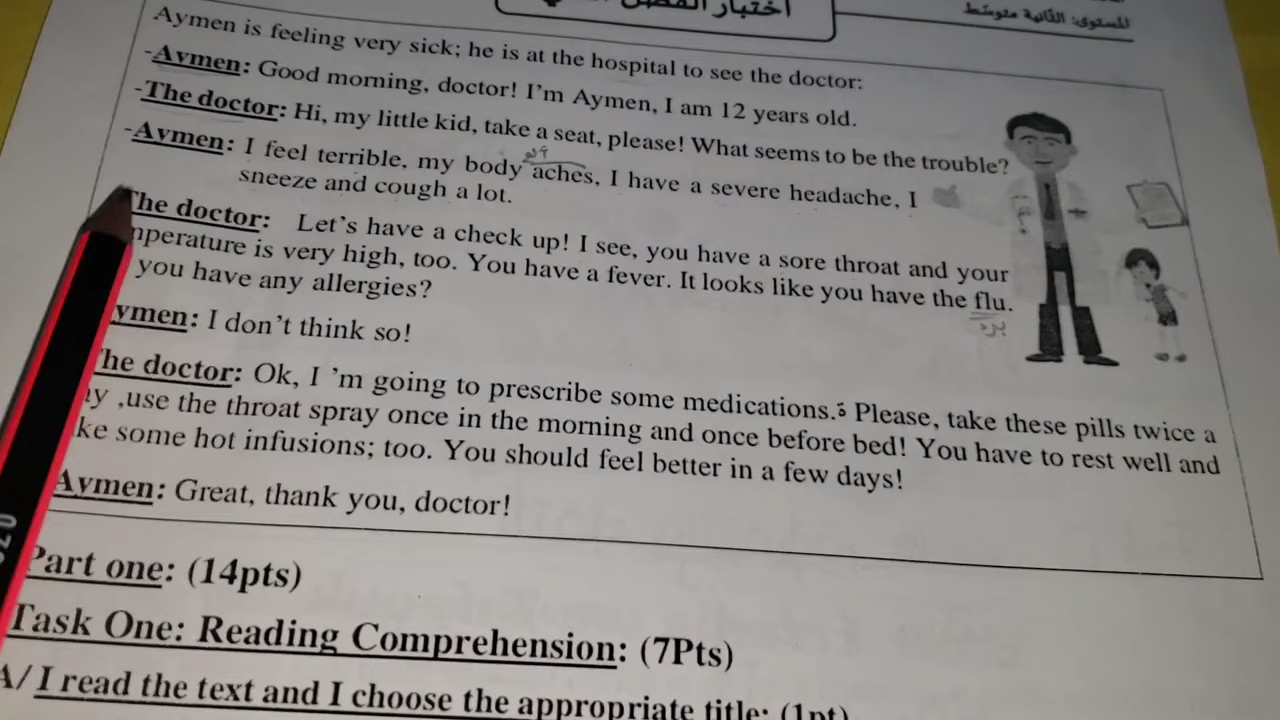 اختبار الفصل
المستوى: الثانية متوسط
Aymen is feeling very sick; he is at the hospital to see the doctor:
-Aymen: Good morning, doctor! I'm Aymen, I am 12 years old.
-The doctor: Hi, my little kid, take a seat, please! What seems to be the trouble?
-Aymen: I feel terrible, my body aches, I have a severe headache, I
sneeze and cough a lot.
The doctor: Let's have a check up! I see, you have a sore throat and your
mperature is very high, too. You have a fever. It looks like you have the flu.
برد
you have any allergies?
ymen: I don't think so!
The doctor: Ok, I 'm going to prescribe some medications.ة Please, take these pills twice a
ay ,use the throat spray once in the morning and once before bed! You have to rest well and
ke some hot infusions; too. You should feel better in a few days!
Aymen: Great, thank you, doctor!
Part one: (14pts)
Task One: Reading Comprehension: (7Pts)
A/ I read the text and I choose the appropriate title: (1pt)